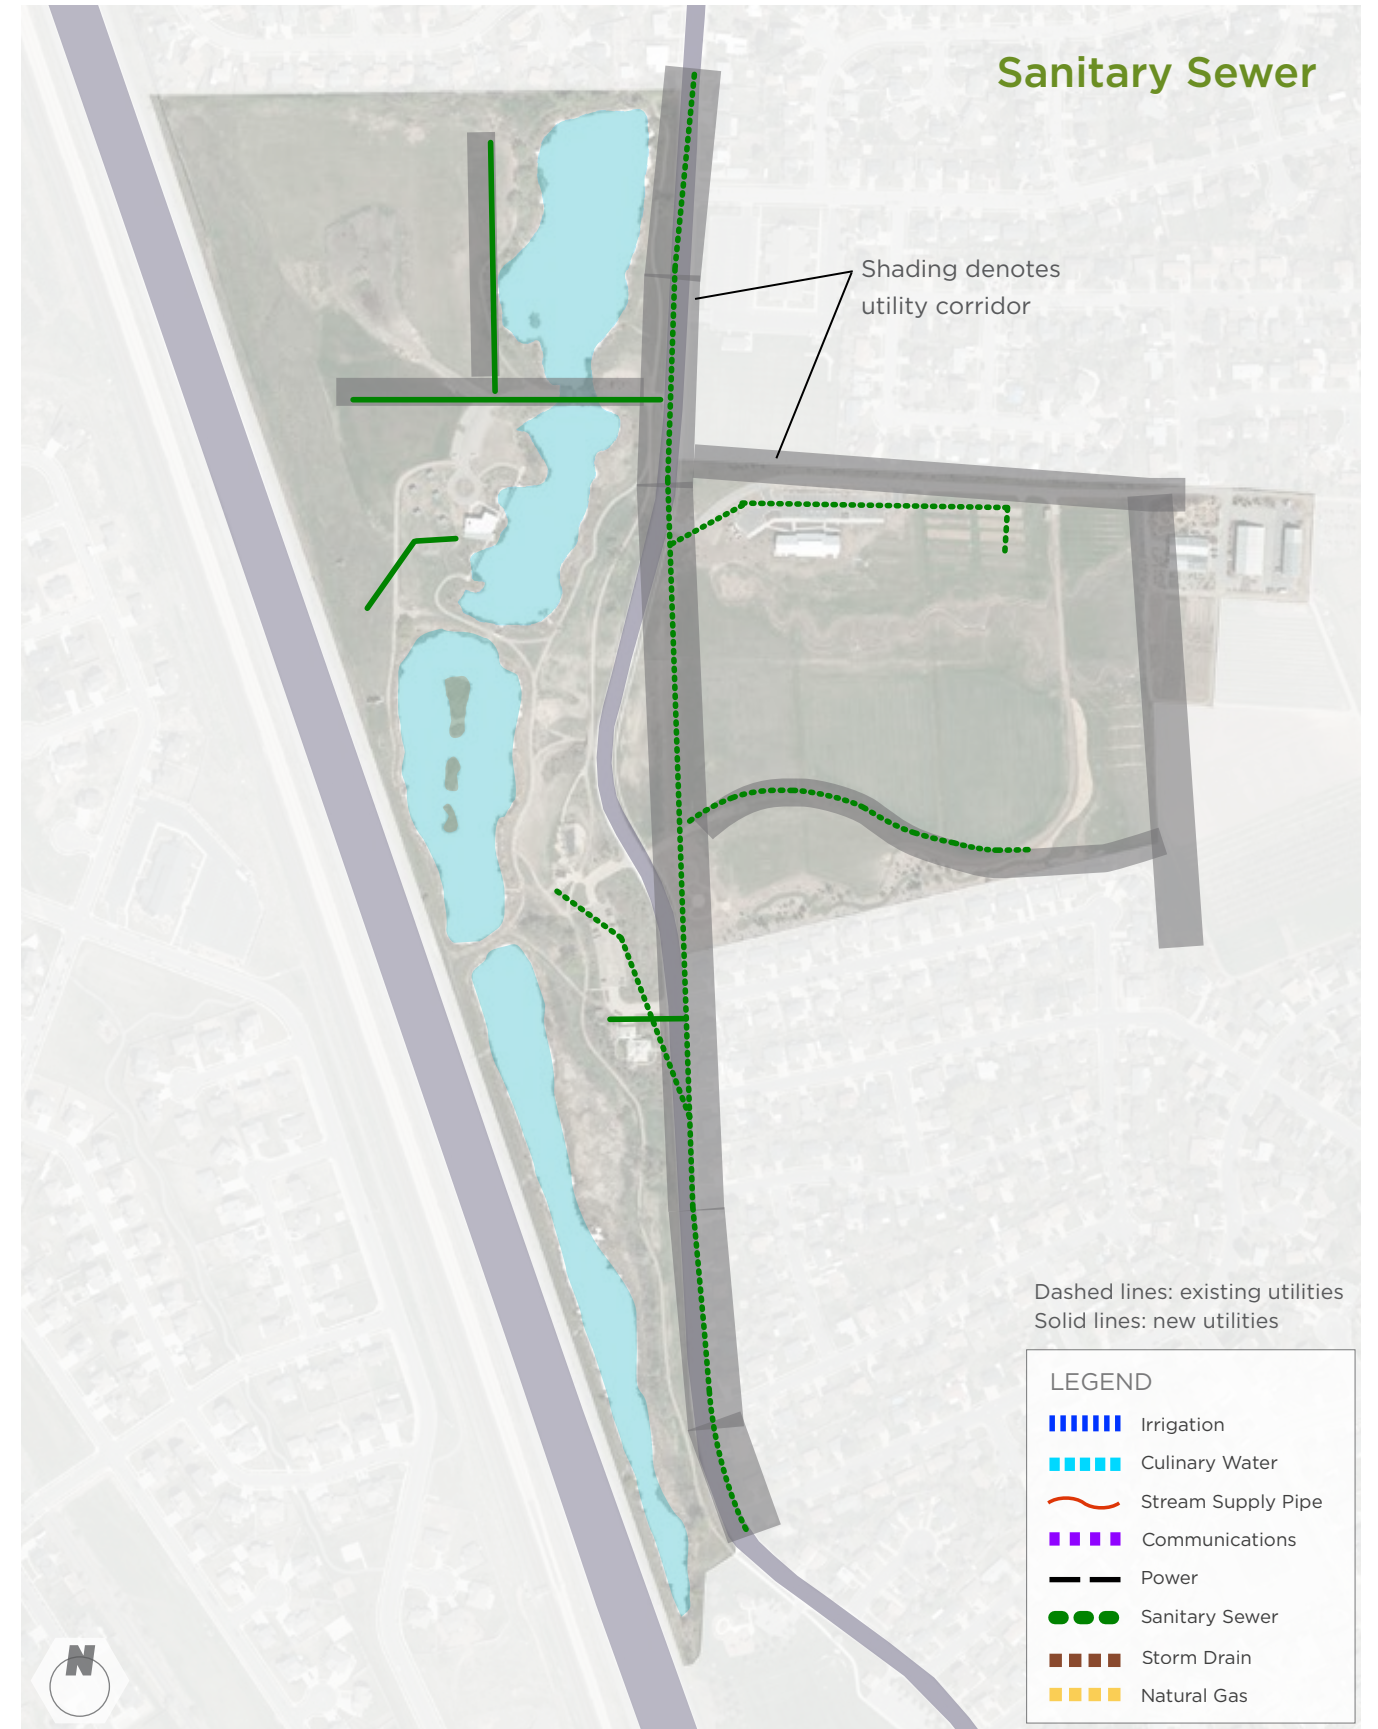 Sanitary Sewer
Shading denotes
utility corridor
Dashed lines: existing utilities
Solid lines: new utilities
LEGEND
Irrigation
Culinary Water
Stream Supply Pipe
Communications
Power
Sanitary Sewer
Storm Drain
Natural Gas
N